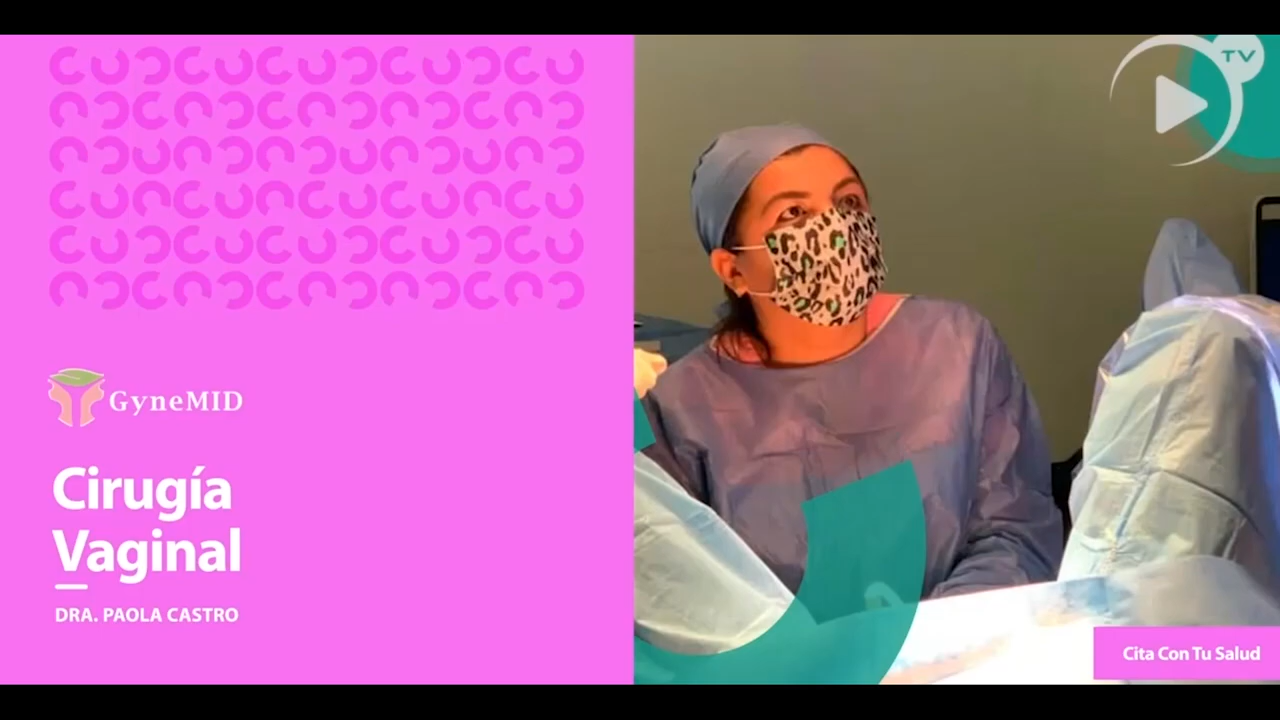 TV
GyneMID
Cirugía
Vaginal
DRA. PAOLA CASTRO
Cita Con Tu Salud